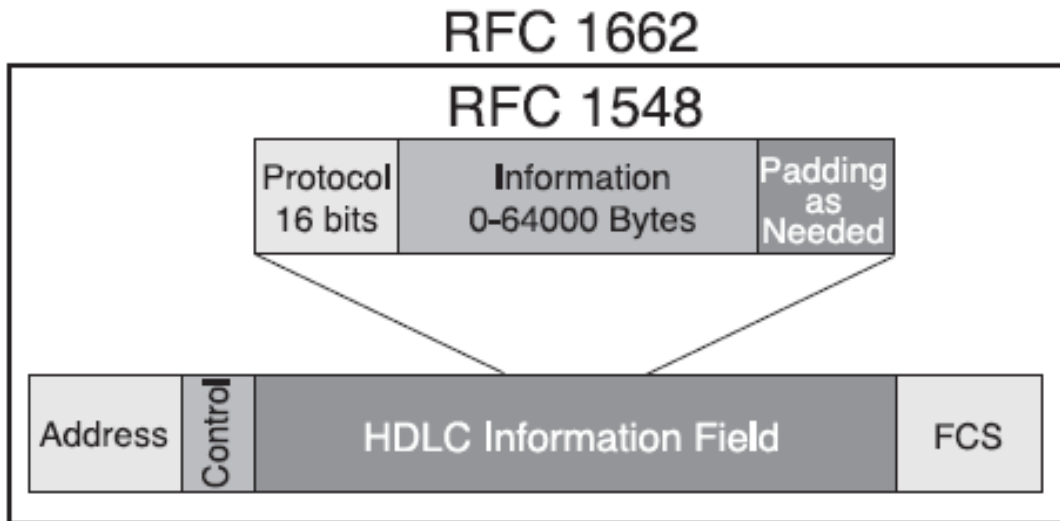 RFC 1662
RFC 1548
Protocol
16 bits
Information
0-64000 Bytes
Padding
as
Needed
Address
Control
HDLC Information Field
FCS